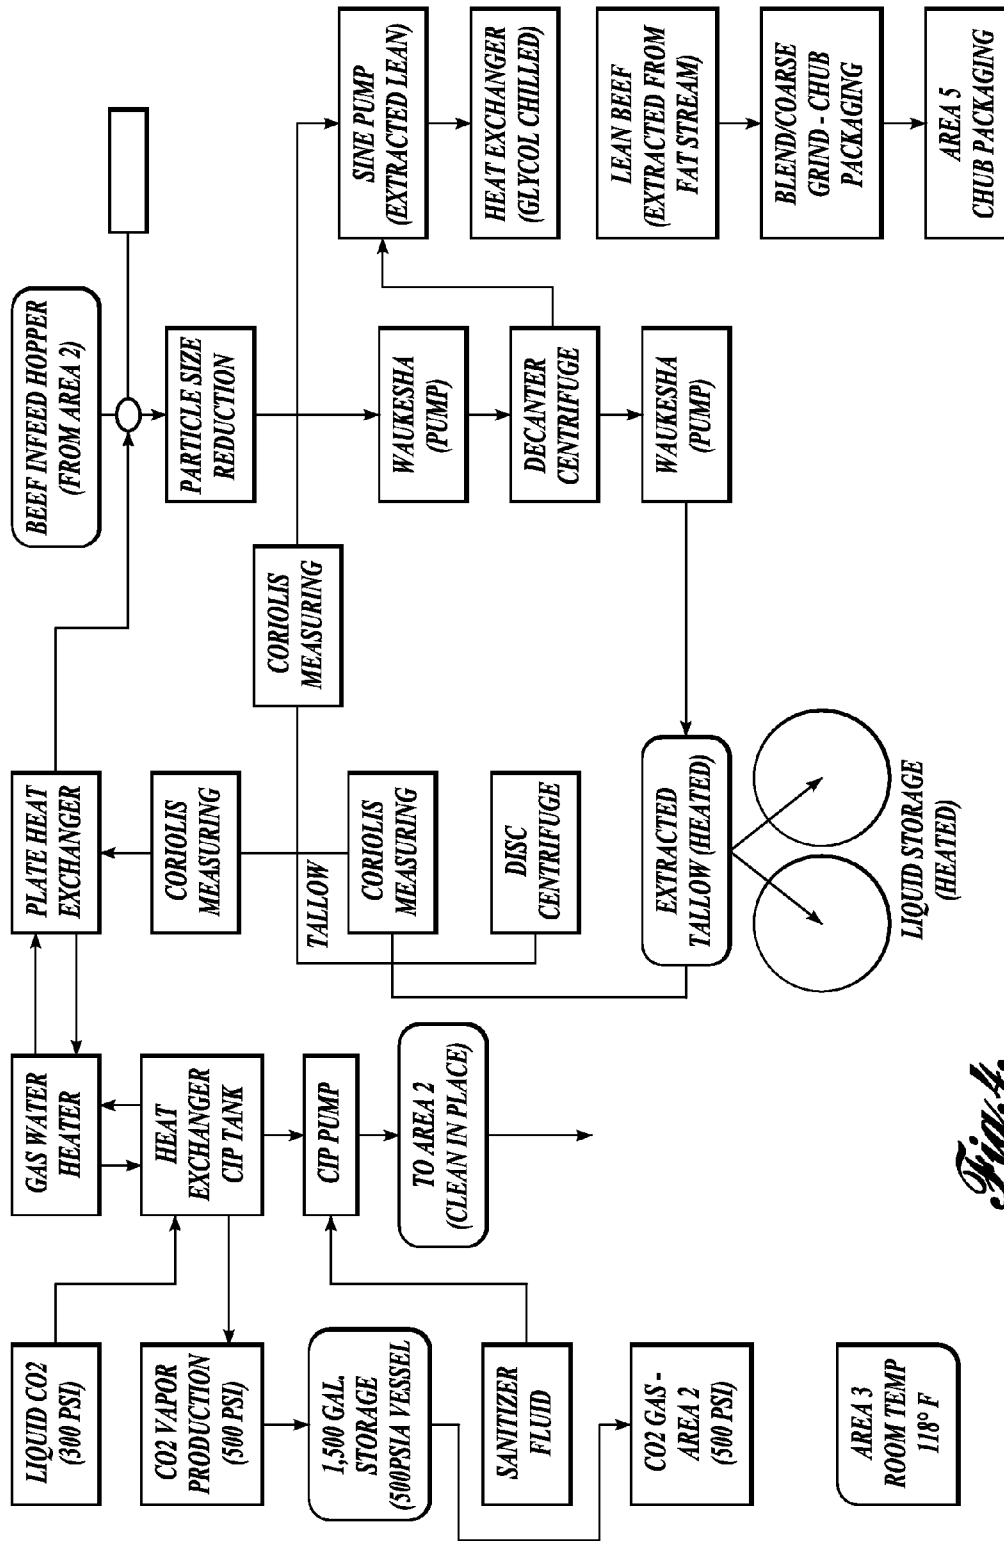 LIQUID CO2
(300 PSI)
CO2 VAPOR
PRODUCTION
(500 PSI)
1,500 GAL.
STORAGE
(500PSIA VESSEL)
SANITIZER
FLUID
CO2 GAS -
AREA 2
(500 PSI)
AREA 3
ROOM TEMP
118° F
GAS WATER
HEATER
HEAT
EXCHANGER
CIP TANK
CIP PUMP
TO AREA 2
(CLEAN IN PLACE)
PLATE HEAT
EXCHANGER
CORIOLIS
MEASURING
TALLOW
CORIOLIS
MEASURING
DISC
CENTRIFUGE
EXTRACTED
TALLOW (HEATED)
LIQUID STORAGE
(HEATED)
CORIOLIS
MEASURING
BEEF INFEED HOPPER
(FROM AREA 2)
PARTICLE SIZE
REDUCTION
WAUKESHA
(PUMP)
DECANTER
CENTRIFUGE
WAUKESHA
(PUMP)
SINE PUMP
(EXTRACTED LEAN)
HEAT EXCHANGER
(GLYCOL CHILLED)
LEAN BEEF
(EXTRACTED FROM
FAT STREAM)
BLEND/COARSE
GRIND - CHUB
PACKAGING
AREA 5
CHUB PACKAGING
Fig.4.